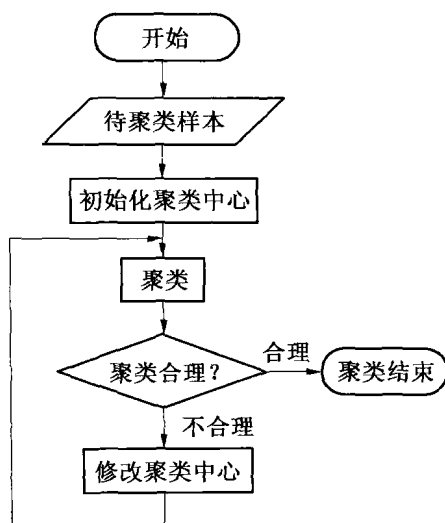 开始
待聚类样本
初始化聚类中心
聚类
聚类合理?
合理
聚类结束
不合理
修改聚类中心